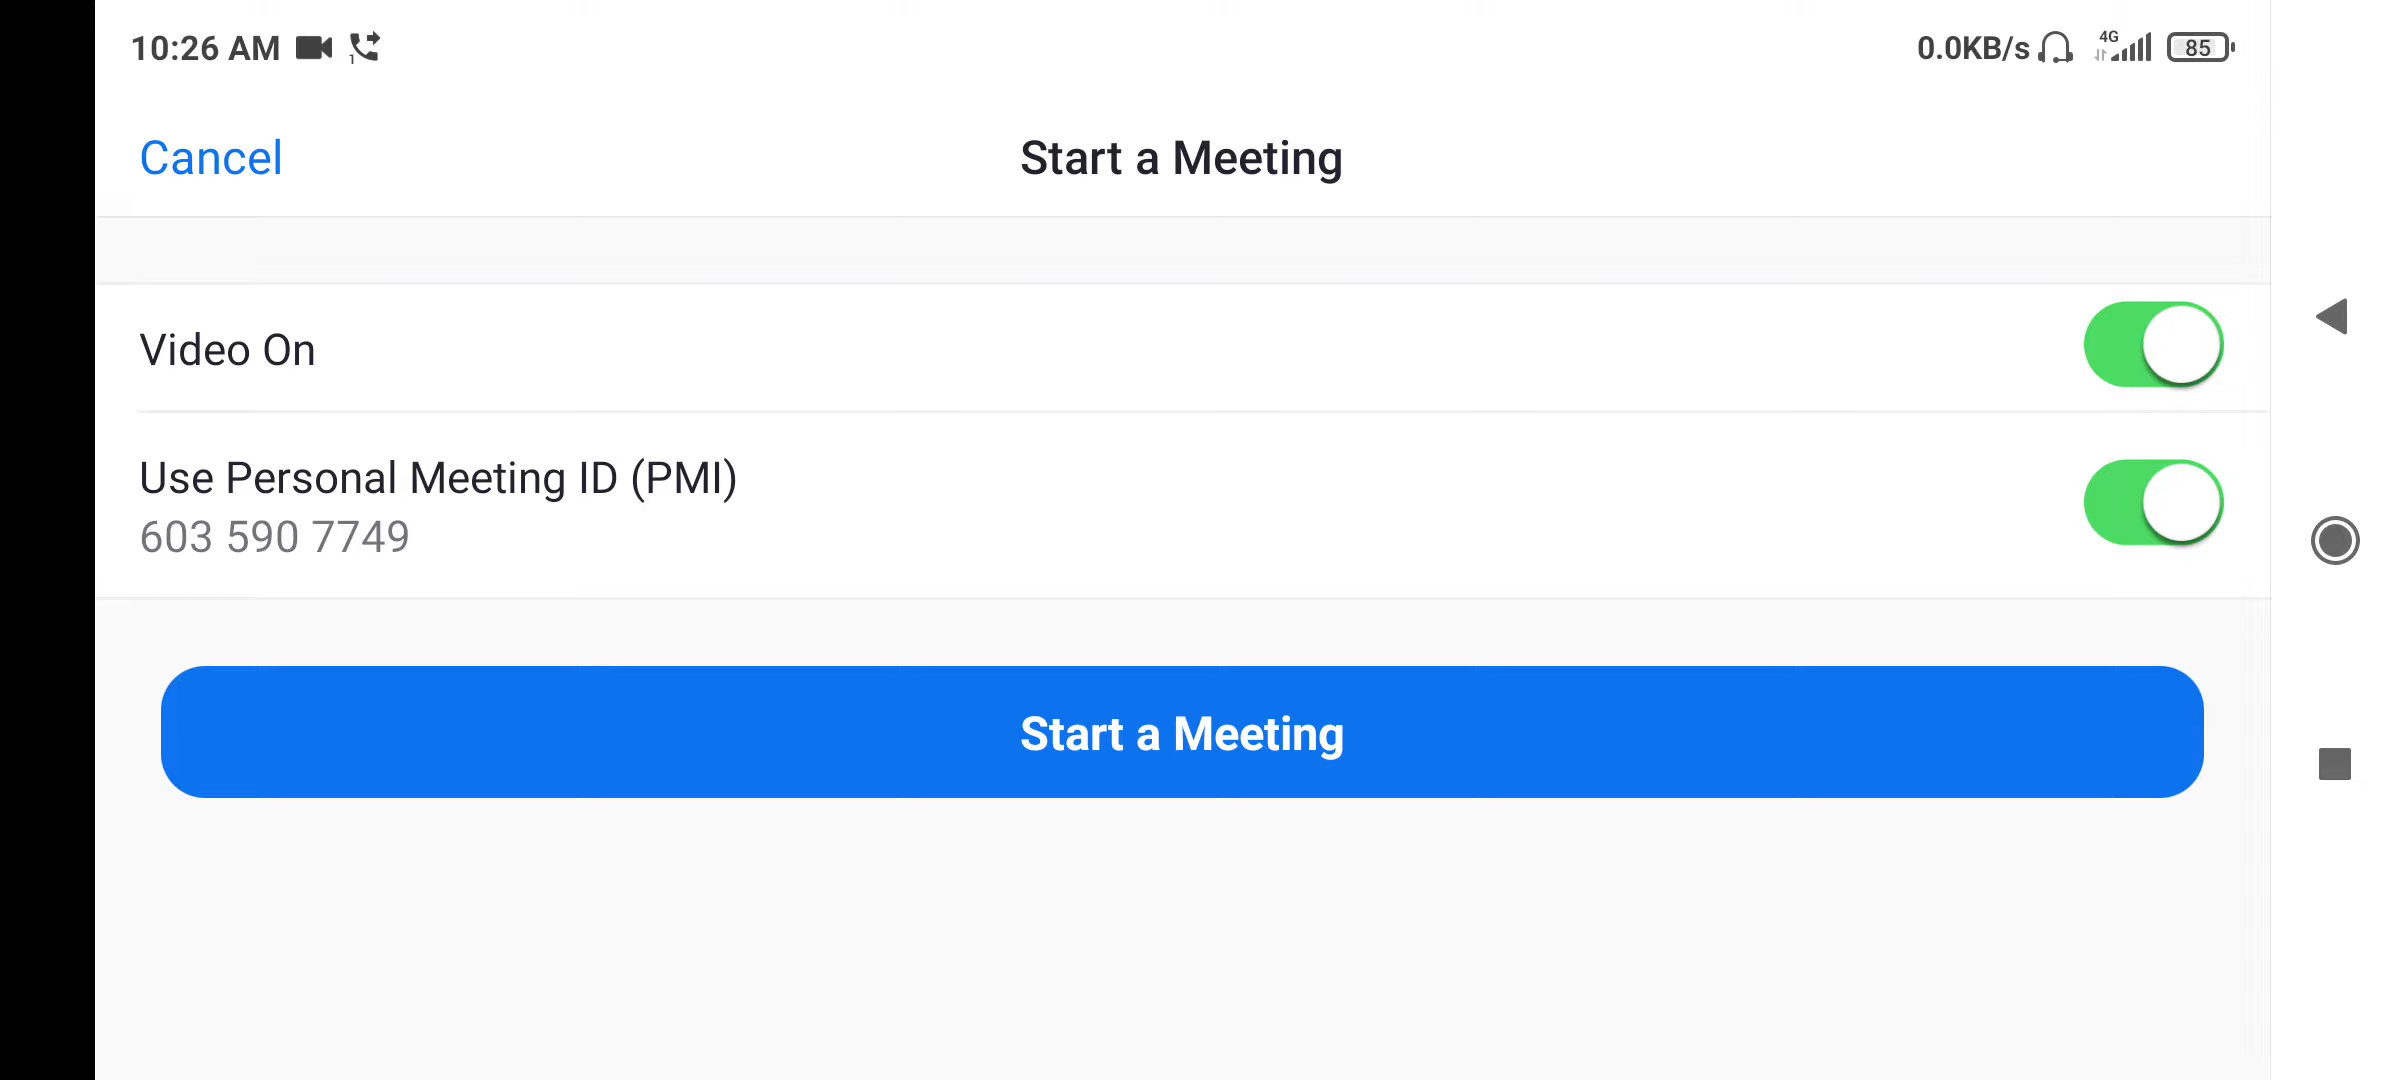 10:26 AM
1
0.0KB/s
4G
85
Cancel
Start a Meeting
Video On
Use Personal Meeting ID (PMI)
603 590 7749
Start a Meeting